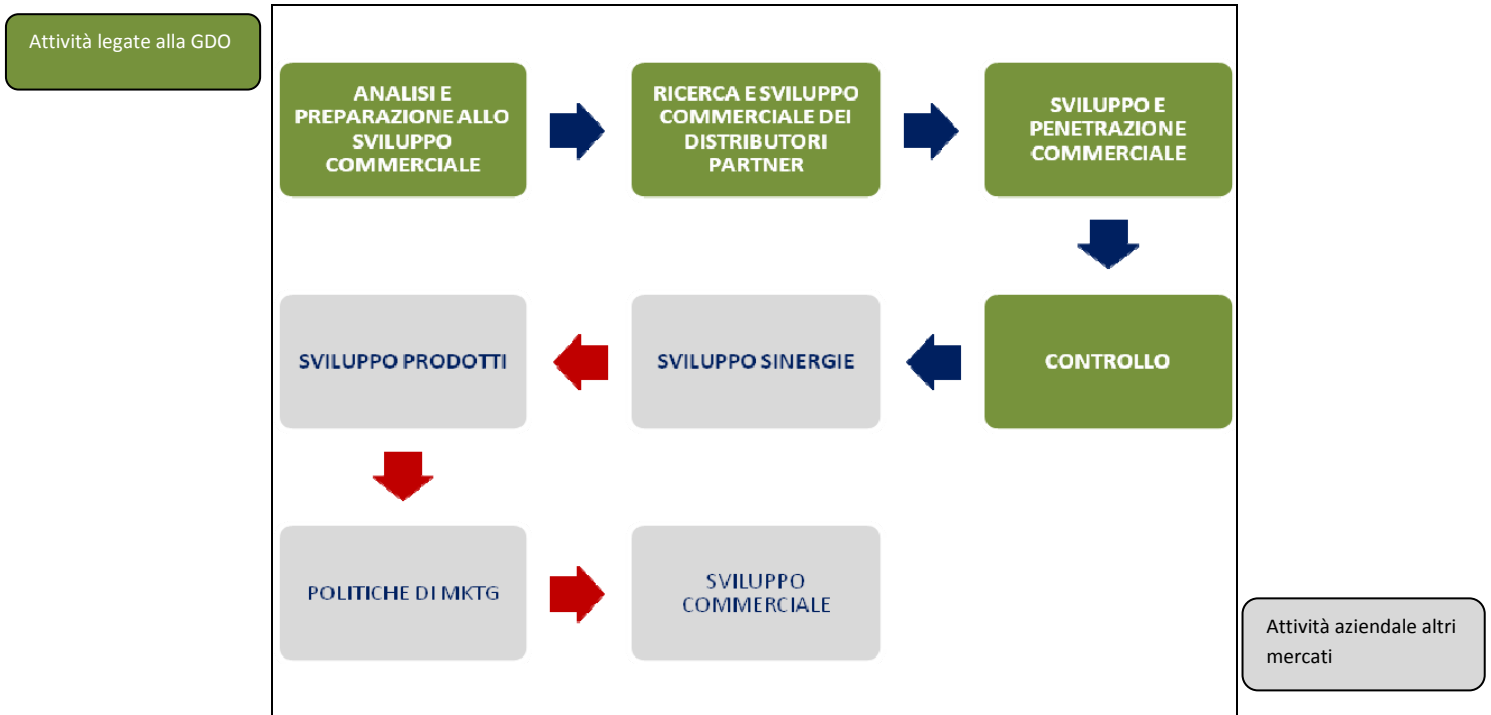 Attività legate alla GDO
ANALISI E
PREPARAZIONE ALLO
SVILUPPO
COMMERCIALE
RICERCA E SVILUPPO
COMMERCIALE DEI
DISTRIBUTORI
PARTNER
SVILUPPO E
PENETRAZIONE
COMMERCIALE
SVILUPPO PRODOTTI
SVILUPPO SINERGIE
CONTROLLO
POLITICHE DI MKTG
SVILUPPO
COMMERCIALE
Attività aziendale altri
mercati